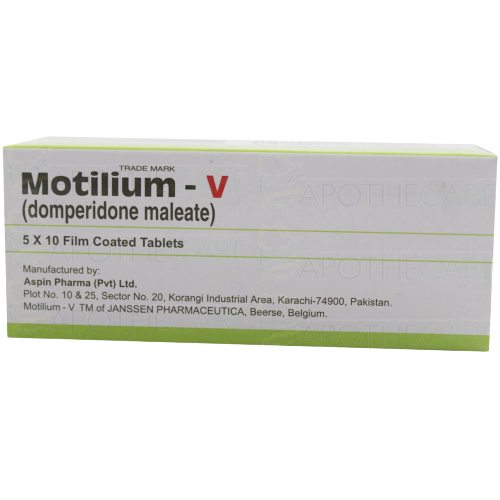 TRADE MARK
Motilium - V
(domperidone maleate)
5 X 10 Film Coated Tablets
Manufactured by:
Aspin Pharma (Pvt) Ltd.
Plot No. 10 & 25, Sector No. 20, Korangi Industrial Area, Karachi-74900, Pakistan.
Motilium - V TM of JANSSEN PHARMACEUTICA, Beerse, Belgium.
APOTHECARE